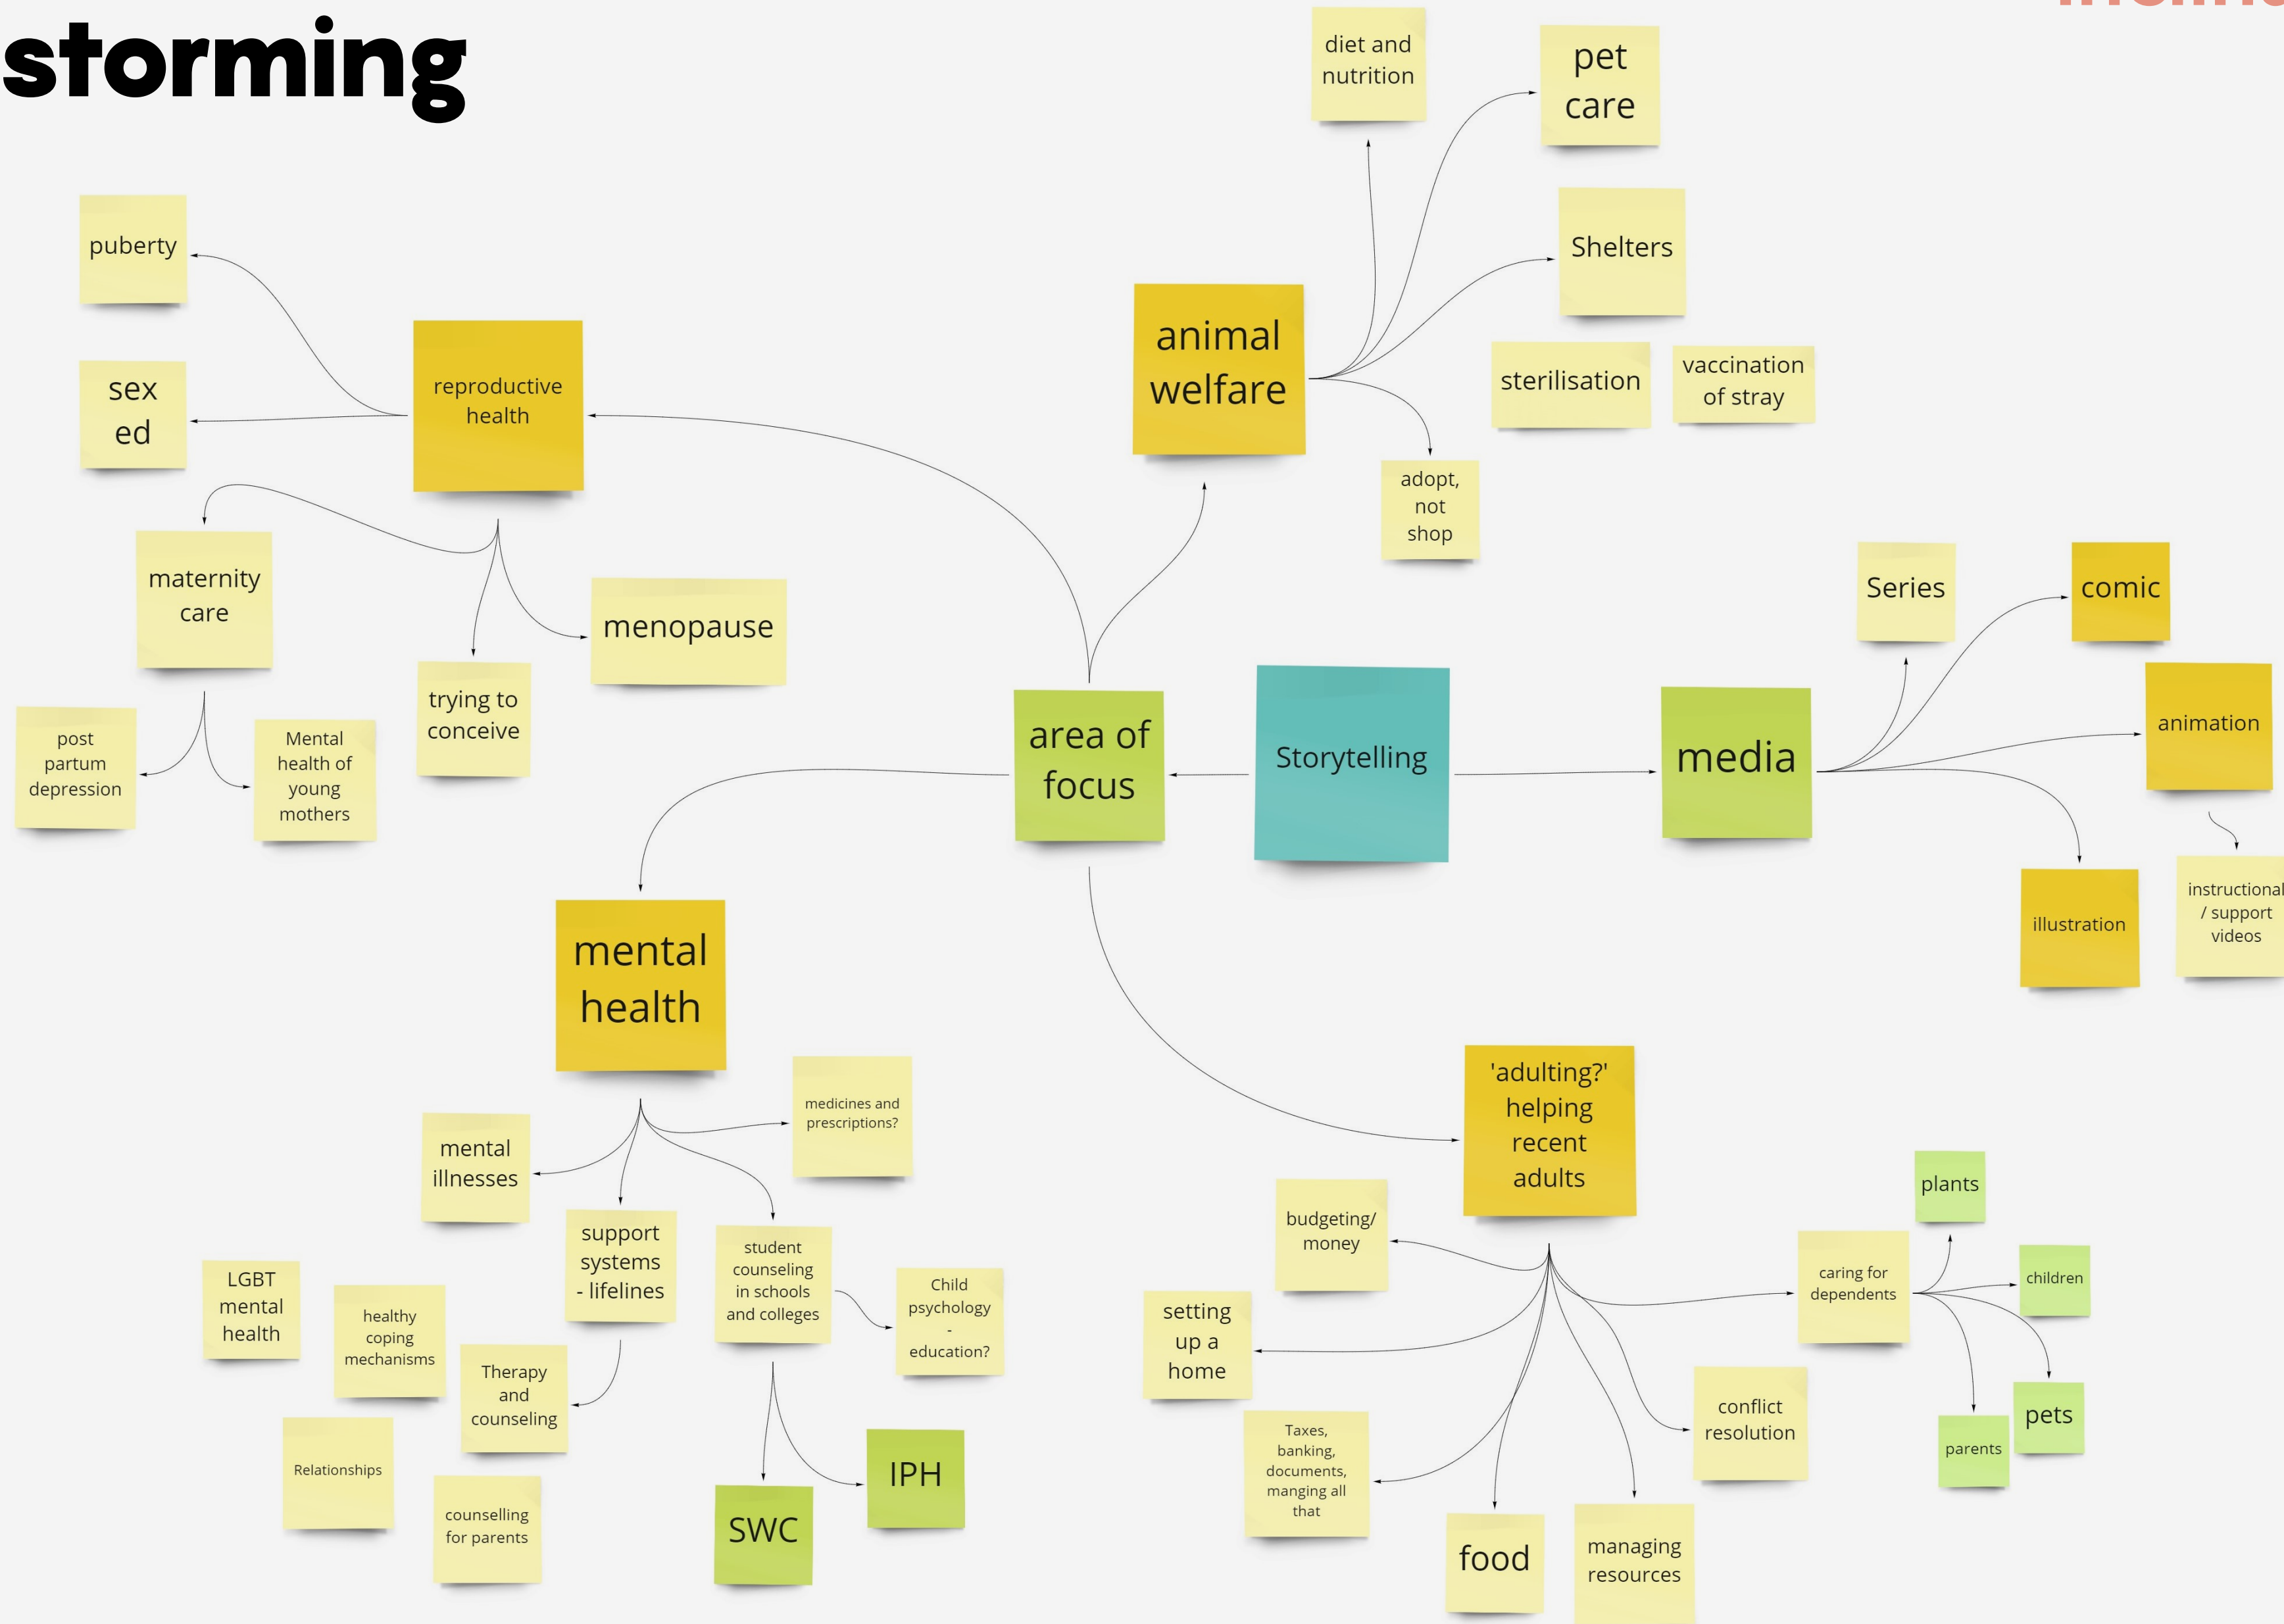 storming
diet and
nutrition
pet
care
Shelters
animal
welfare
sterilisation
vaccination
of stray
adopt,
not
shop
puberty
sex
ed
reproductive
health
maternity
care
menopause
trying to
conceive
post
partum
depression
Mental
health of
young
mothers
area of
focus
Storytelling
media
Series
comic
animation
illustration
instructional
/ support
videos
mental
health
medicines and
prescriptions?
mental
illnesses
support
systems
- lifelines
student
counseling
in schools
and colleges
Child
psychology
-
education?
LGBT
mental
health
healthy
coping
mechanisms
Therapy
and
counseling
Relationships
counselling
for parents
SWC
IPH
'adulting?'
helping
recent
adults
budgeting/
money
setting
up a
home
Taxes,
banking,
documents,
manging all
that
food
managing
resources
conflict
resolution
caring for
dependents
plants
children
pets
parents